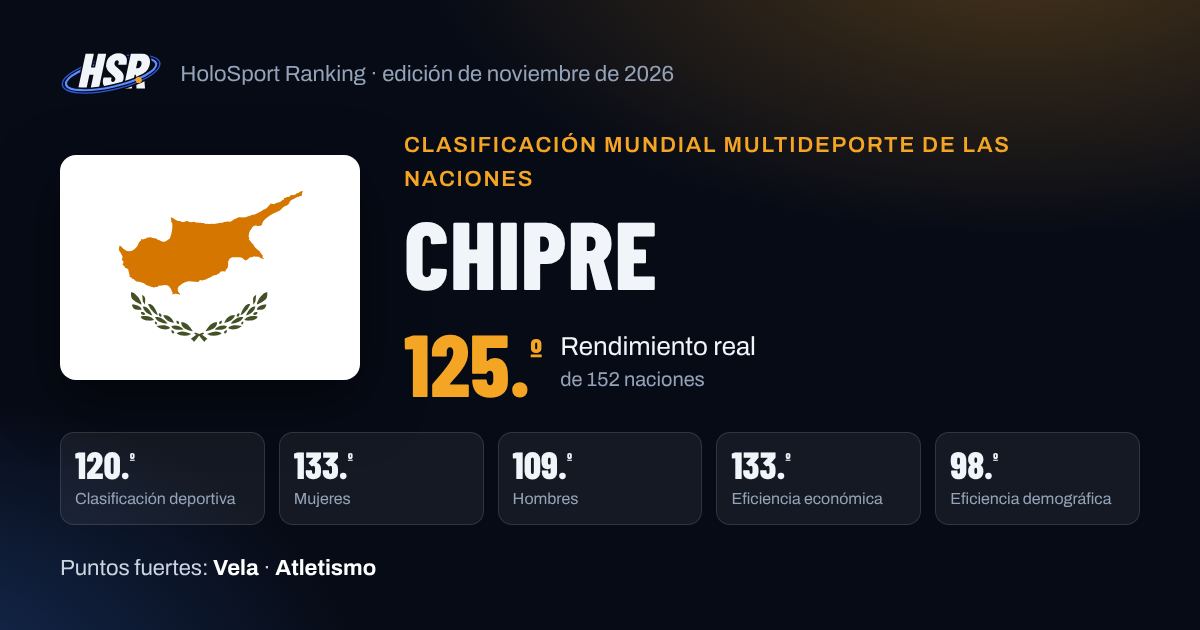 HSR HoloSport Ranking · edición de noviembre de 2026
CLASIFICACIÓN MUNDIAL MULTIDEPORTE DE LAS
NACIONES
CHIPRE
125.º Rendimiento real
de 152 naciones
120.º
Clasificación deportiva
133.º
Mujeres
109.º
Hombres
133.º
Eficiencia económica
98.º
Eficiencia demográfica
Puntos fuertes: Vela · Atletismo